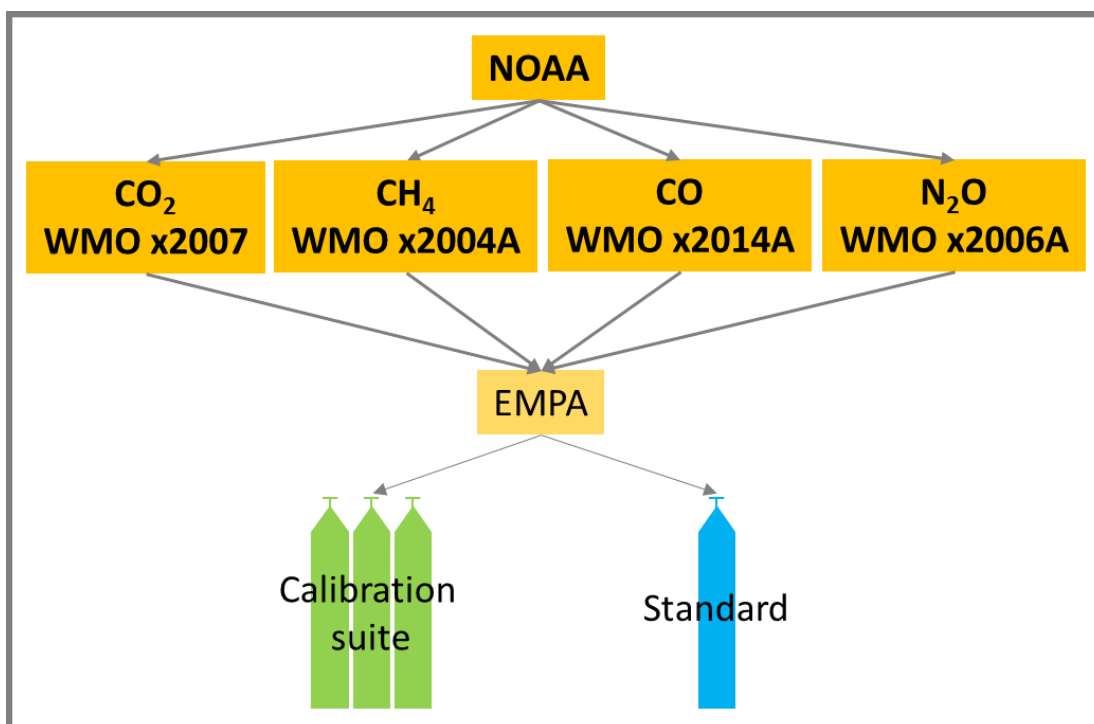 NOAA
CO₂
WMO x2007
CH₄
WMO x2004A
CO
WMO x2014A
N₂O
WMO x2006A
EMPA
Calibration
suite
Standard